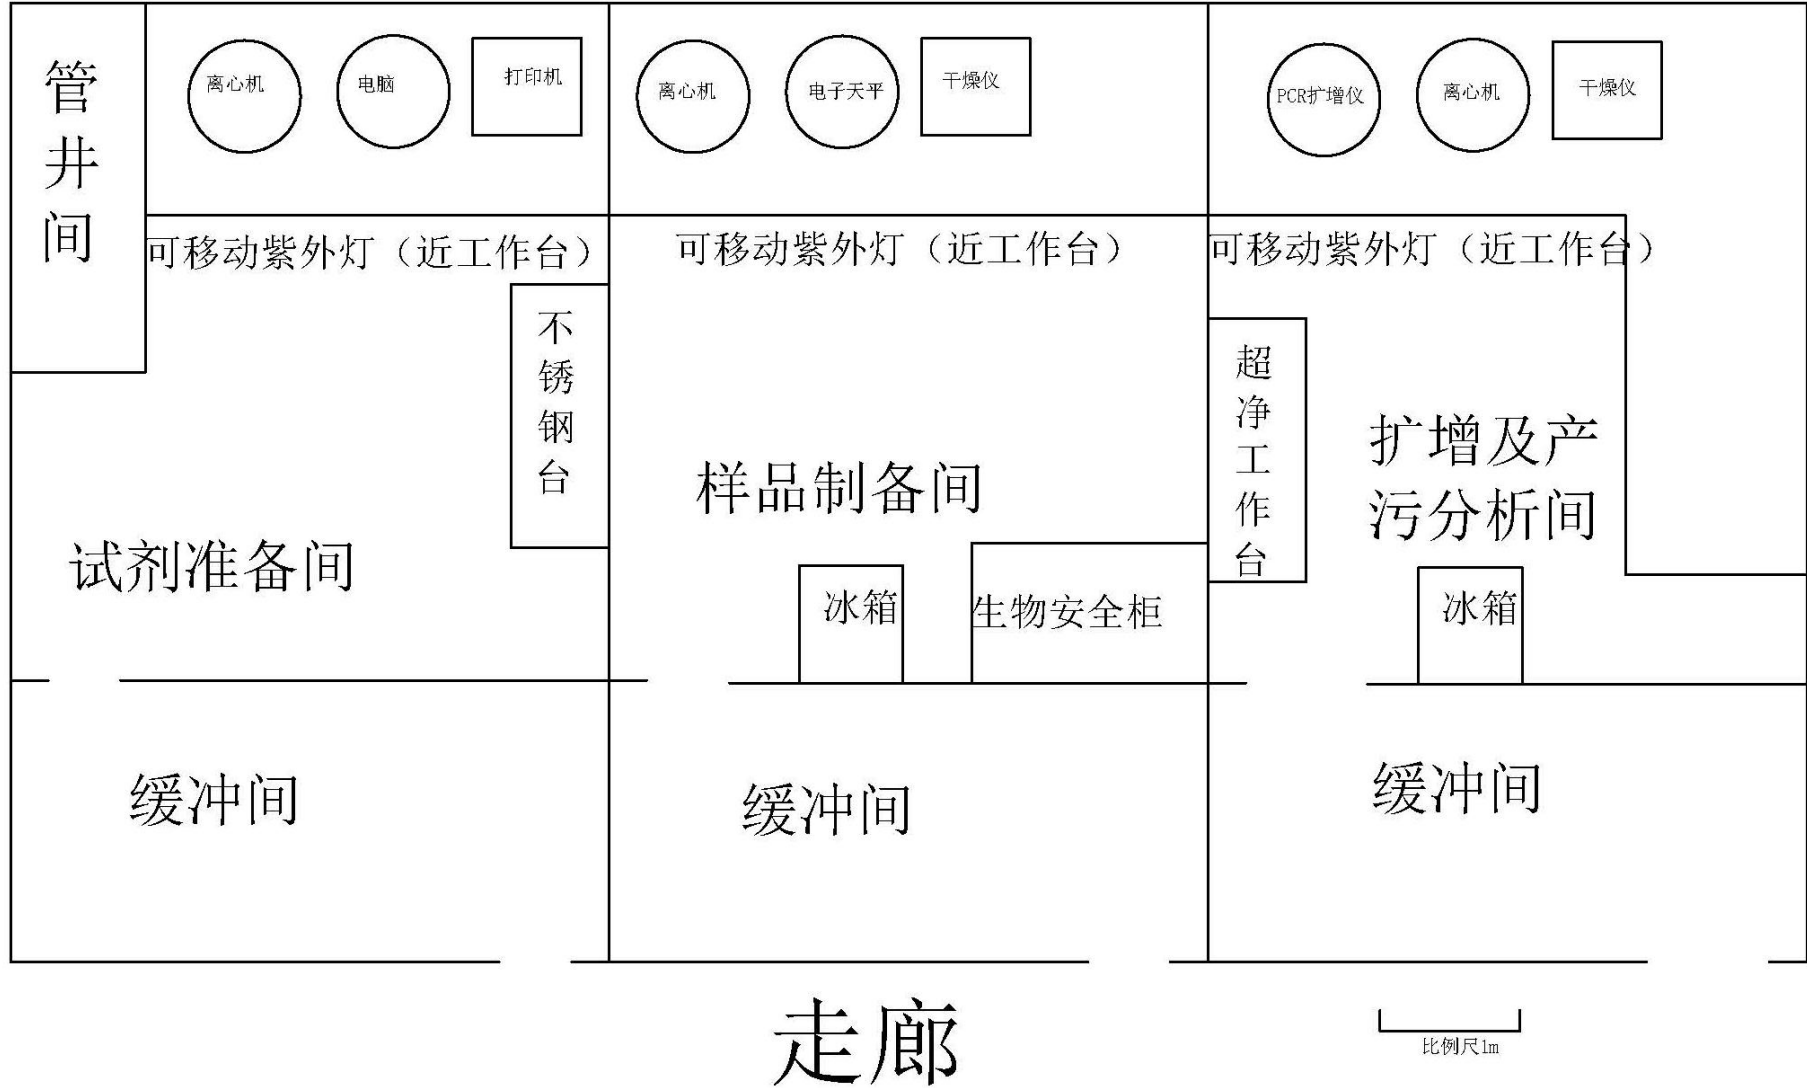 管井间
离心机
电脑
打印机
离心机
电子天平
干燥仪
PCR扩增仪
离心机
干燥仪
可移动紫外灯（近工作台）
可移动紫外灯（近工作台）
可移动紫外灯（近工作台）
不锈钢台
超净工作台
试剂准备间
样品制备间
扩增及产
污分析间
冰箱
生物安全柜
冰箱
缓冲间
缓冲间
缓冲间
走廊
比例尺1m